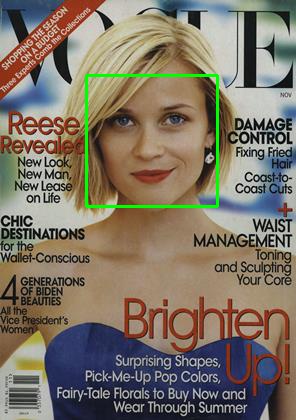 SHOPPING THE SEASON
ON A BUDGET
Three Experts Comb the Collections
VOGUE
NOV
Reese
Revealed
New Look,
New Man,
New Lease
on Life
DAMAGE
CONTROL
Fixing Fried
Hair
Coast-to-
Coast Cuts
CHIC
DESTINATIONS
for the
Wallet-Conscious
+
WAIST
MANAGEMENT
Toning
and Sculpting
Your Core
4 GENERATIONS
OF BIDEN
BEAUTIES
All the
Vice President's
Women
Brighten
Up!
Surprising Shapes,
Pick-Me-Up Pop Colors,
Fairy-Tale Florals to Buy Now and
Wear Through Summer